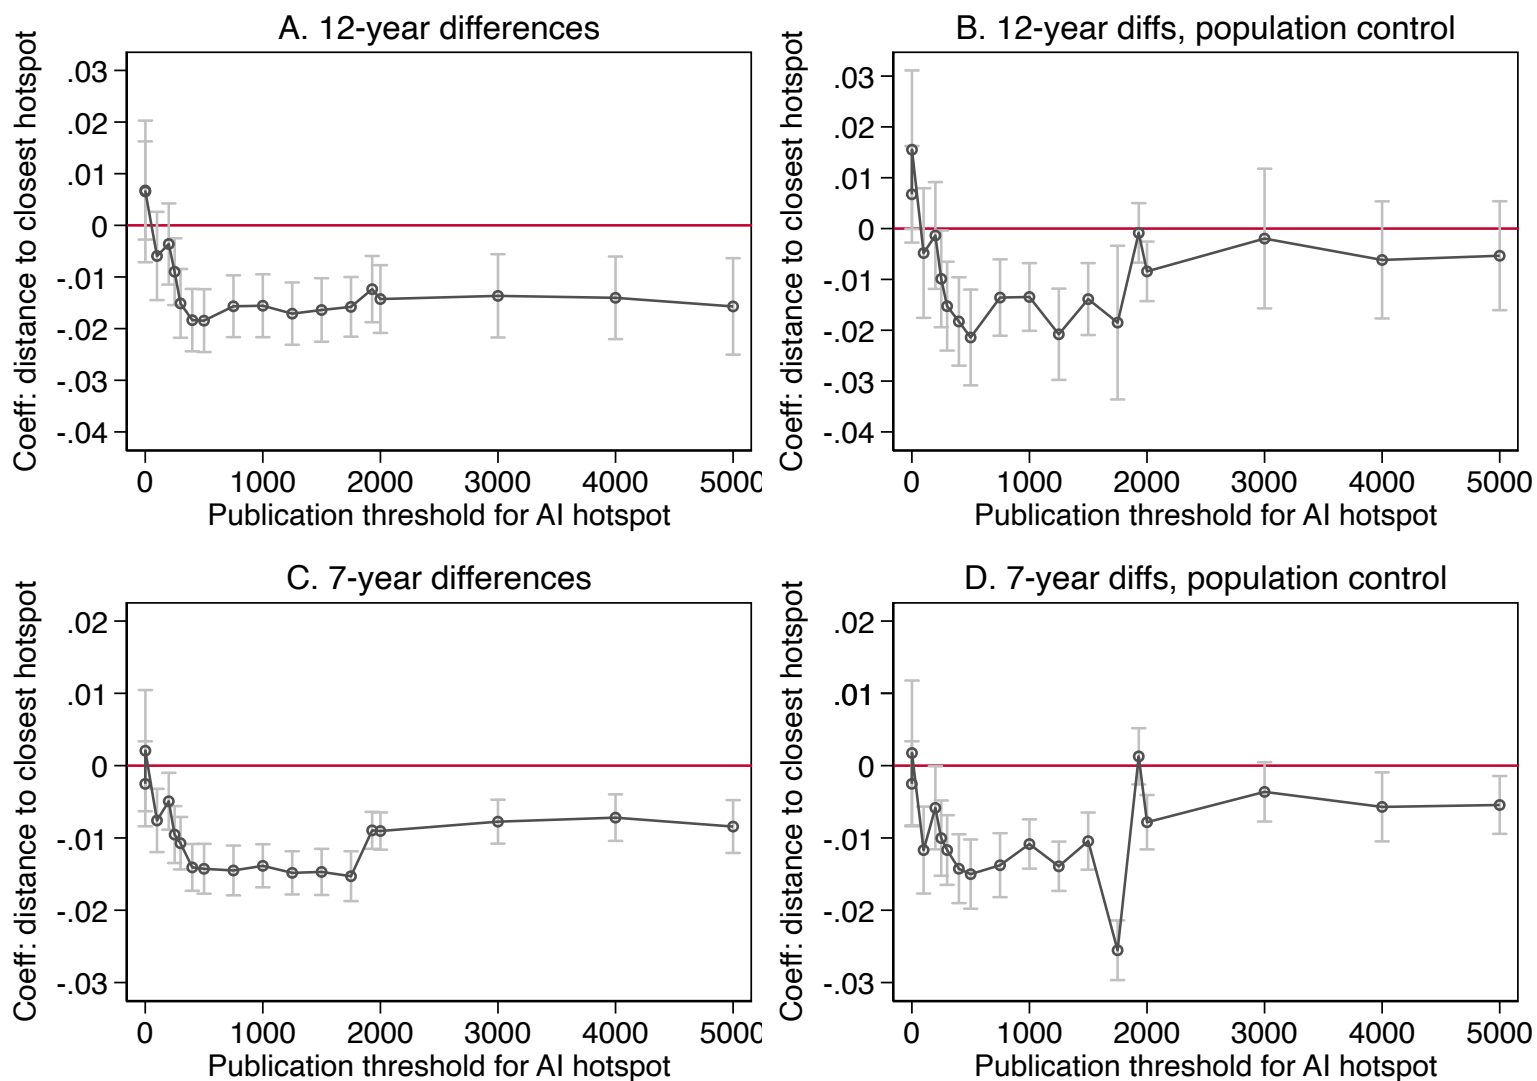 A. 12-year differences
Coeff: distance to closest hotspot
.03
.02
.01
0
-.01
-.02
-.03
-.04
0 1000 2000 3000 4000 5000
Publication threshold for AI hotspot
B. 12-year diffs, population control
Coeff: distance to closest hotspot
.03
.02
.01
0
-.01
-.02
-.03
-.04
0 1000 2000 3000 4000 5000
Publication threshold for AI hotspot
C. 7-year differences
Coeff: distance to closest hotspot
.02
.01
0
-.01
-.02
-.03
0 1000 2000 3000 4000 5000
Publication threshold for AI hotspot
D. 7-year diffs, population control
Coeff: distance to closest hotspot
.02
.01
0
-.01
-.02
-.03
0 1000 2000 3000 4000 5000
Publication threshold for AI hotspot